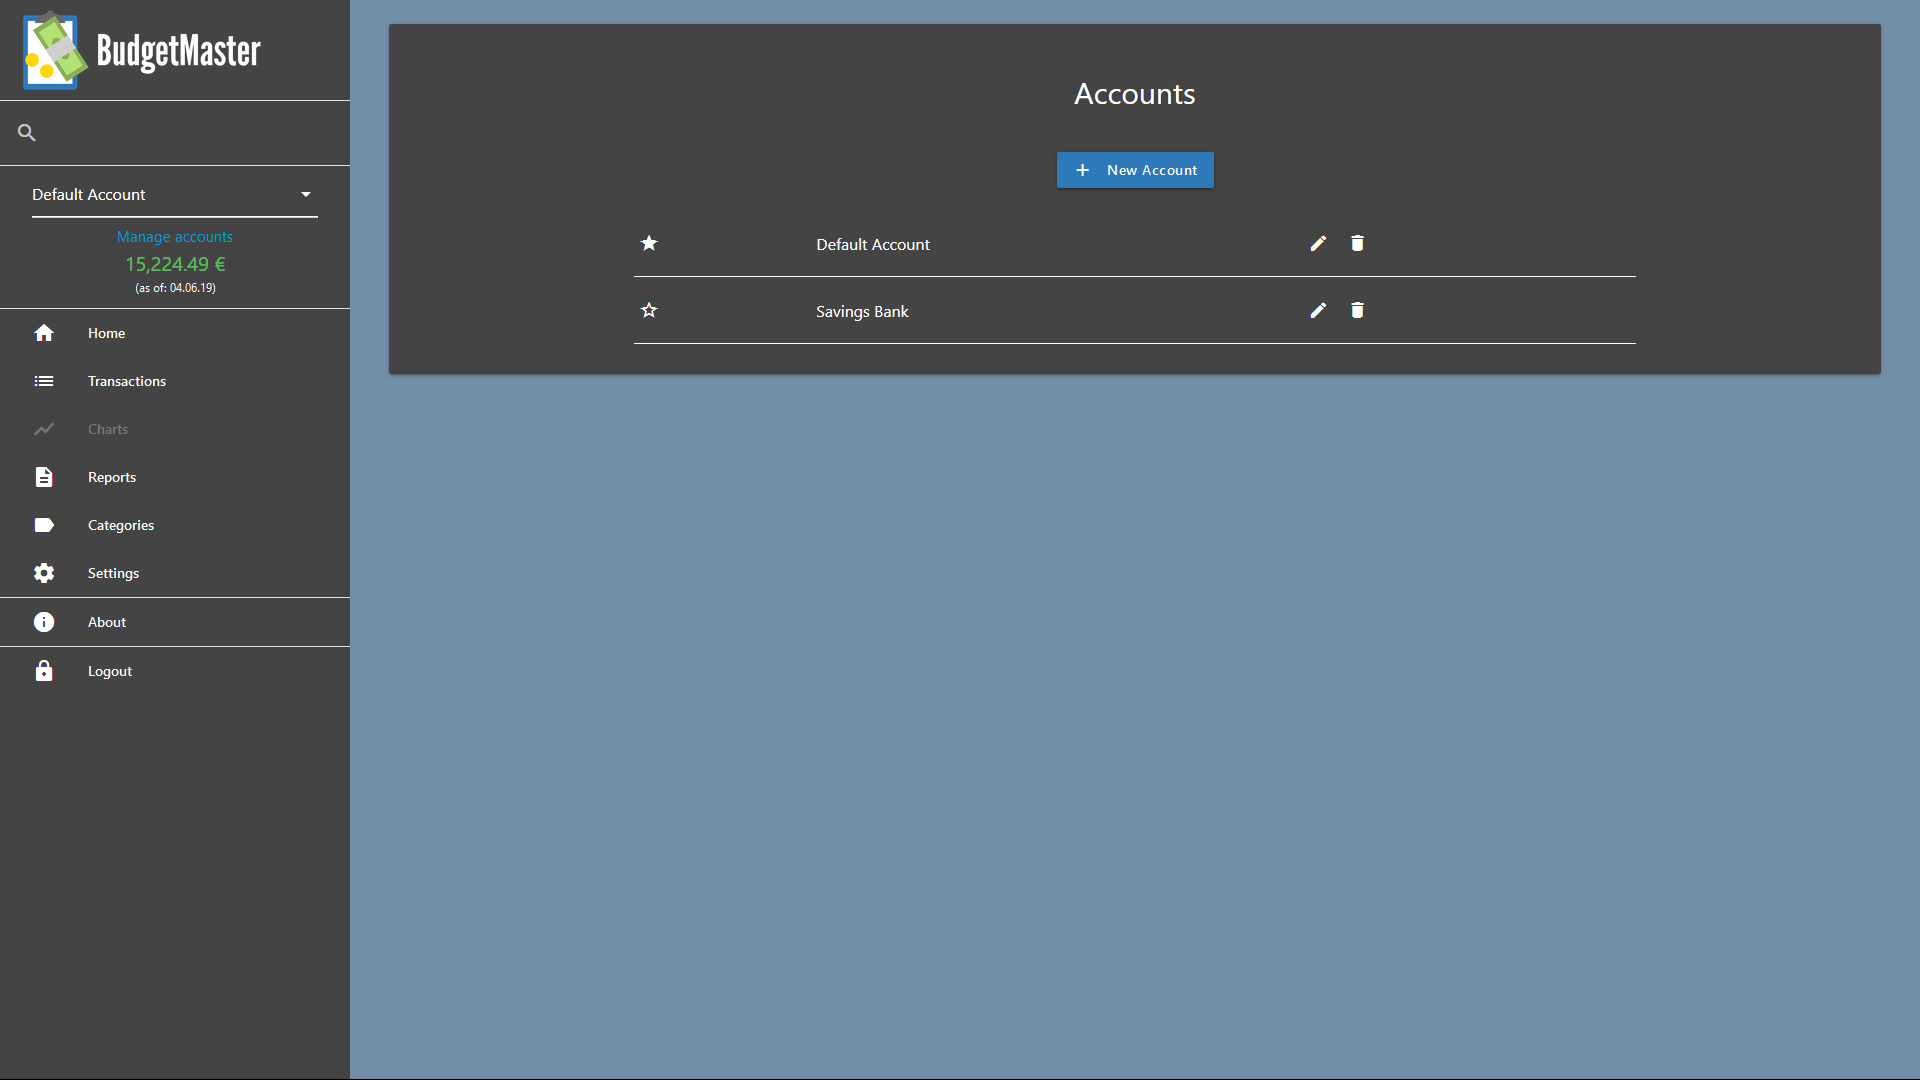 BudgetMaster
Default Account
Manage accounts
15,224.49 €
(as of: 04.06.19)
Home
Transactions
Charts
Reports
Categories
Settings
About
Logout
Accounts
New Account
Default Account
Savings Bank